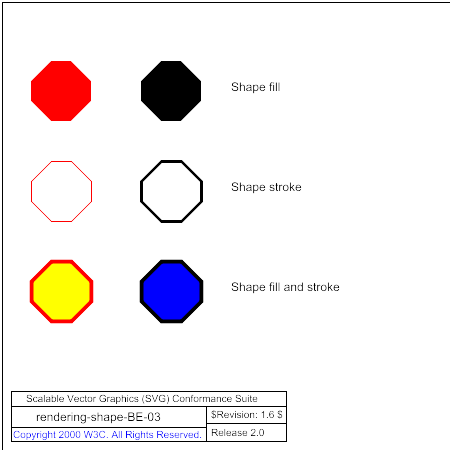 Shape fill
Shape stroke
Shape fill and stroke
Scalable Vector Graphics (SVG) Conformance Suite
rendering-shape-BE-03
$Revision: 1.6 $
Copyright 2000 W3C. All Rights Reserved.
Release 2.0